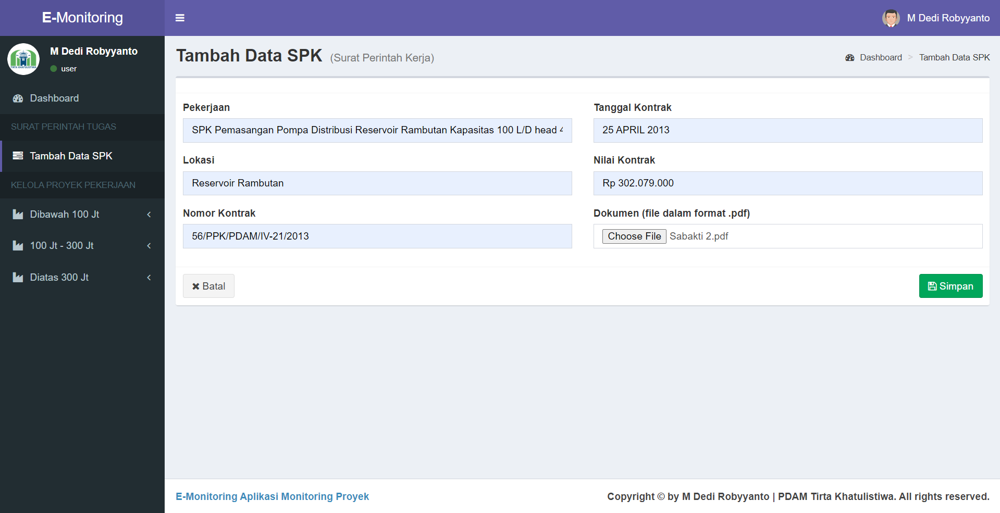 E-Monitoring
M Dedi Robyyanto
M Dedi Robyyanto
user
Dashboard
SURAT PERINTAH TUGAS
Tambah Data SPK
KELOLA PROYEK PEKERJAAN
Dibawah 100 Jt
100 Jt - 300 Jt
Diatas 300 Jt
Tambah Data SPK (Surat Perintah Kerja)
Dashboard > Tambah Data SPK
Pekerjaan
SPK Pemasangan Pompa Distribusi Reservoir Rambutan Kapasitas 100 L/D head
Tanggal Kontrak
25 APRIL 2013
Lokasi
Reservoir Rambutan
Nilai Kontrak
Rp 302.079.000
Nomor Kontrak
56/PPK/PDAM/IV-21/2013
Dokumen (file dalam format .pdf)
Choose File Sabakti 2.pdf
Batal
Simpan
E-Monitoring Aplikasi Monitoring Proyek
Copyright © by M Dedi Robyyanto | PDAM Tirta Khatulistiwa. All rights reserved.
TIRTA KHATULISTIWA